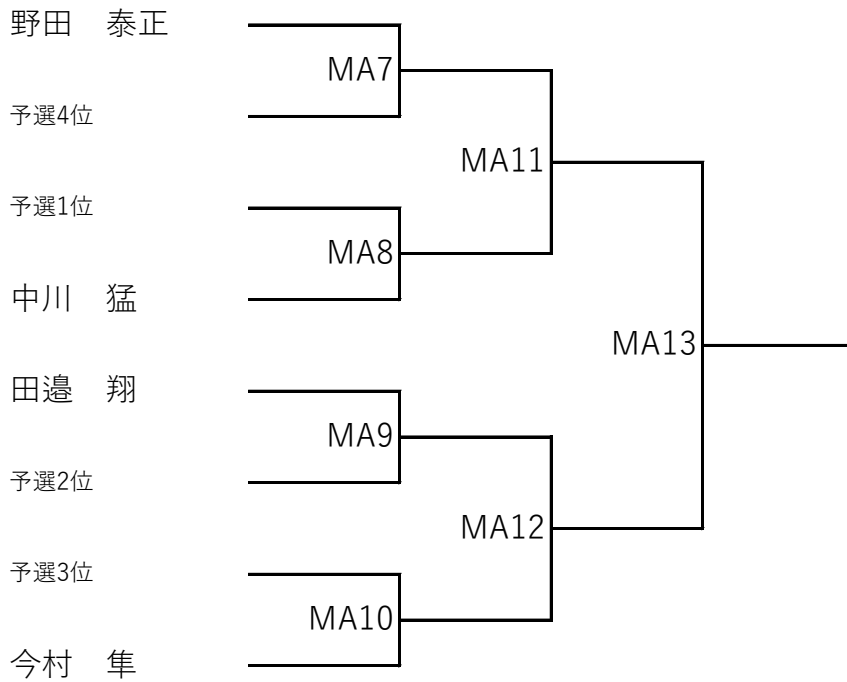 野田　泰正
MA7
予選4位
MA11
予選1位
MA8
中川　猛
MA13
田邉　翔
MA9
予選2位
MA12
予選3位
MA10
今村　隼